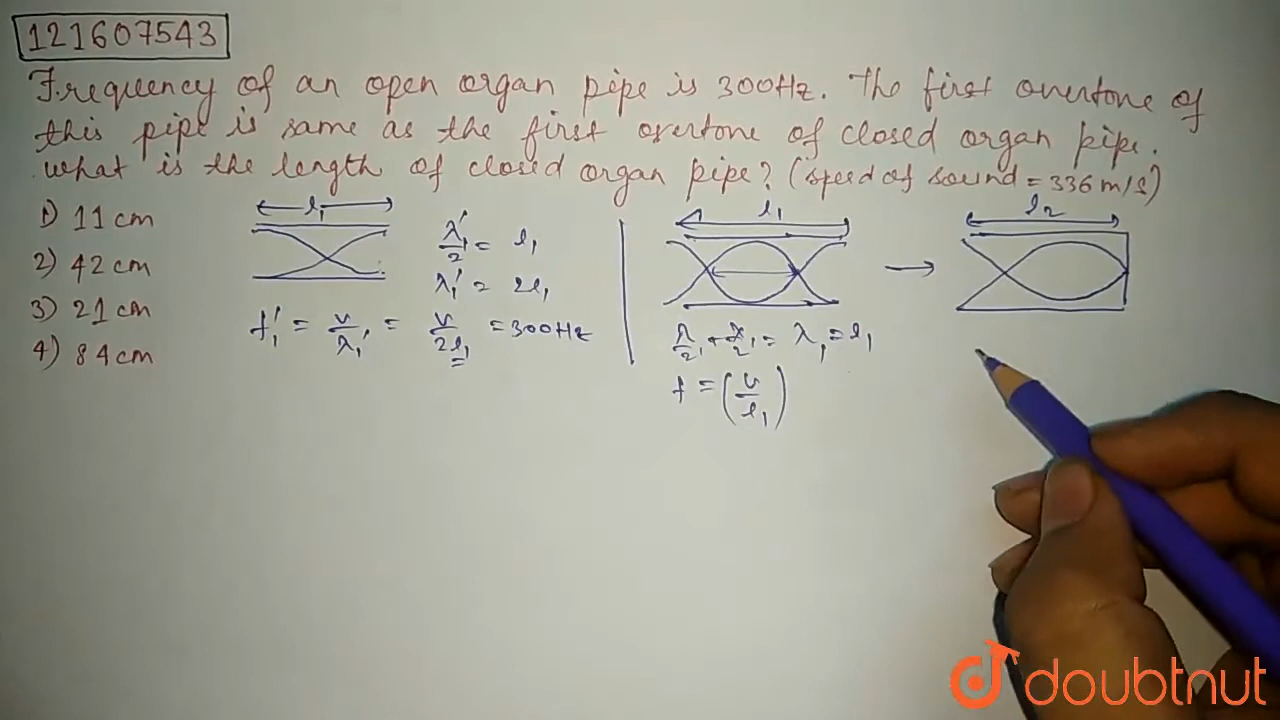 121607543
Frequency of an open organ pipe is 300Hz. The first overtone of
this pipe is same as the first overtone of closed organ pipe.
what is the length of closed organ pipe? (speed of sound = 336 m/s)
1) 11 cm
2) 42 cm
3) 21 cm
4) 84 cm
l₁
λ₁'/2 = l₁
λ₁' = 2l₁
f₁' = v/λ₁' = v/2l₁ = 300Hz
l₁
λ₁/2 + λ₁/2 = λ₁ = l₁
f = (v/l₁)
l₂
doubtnut